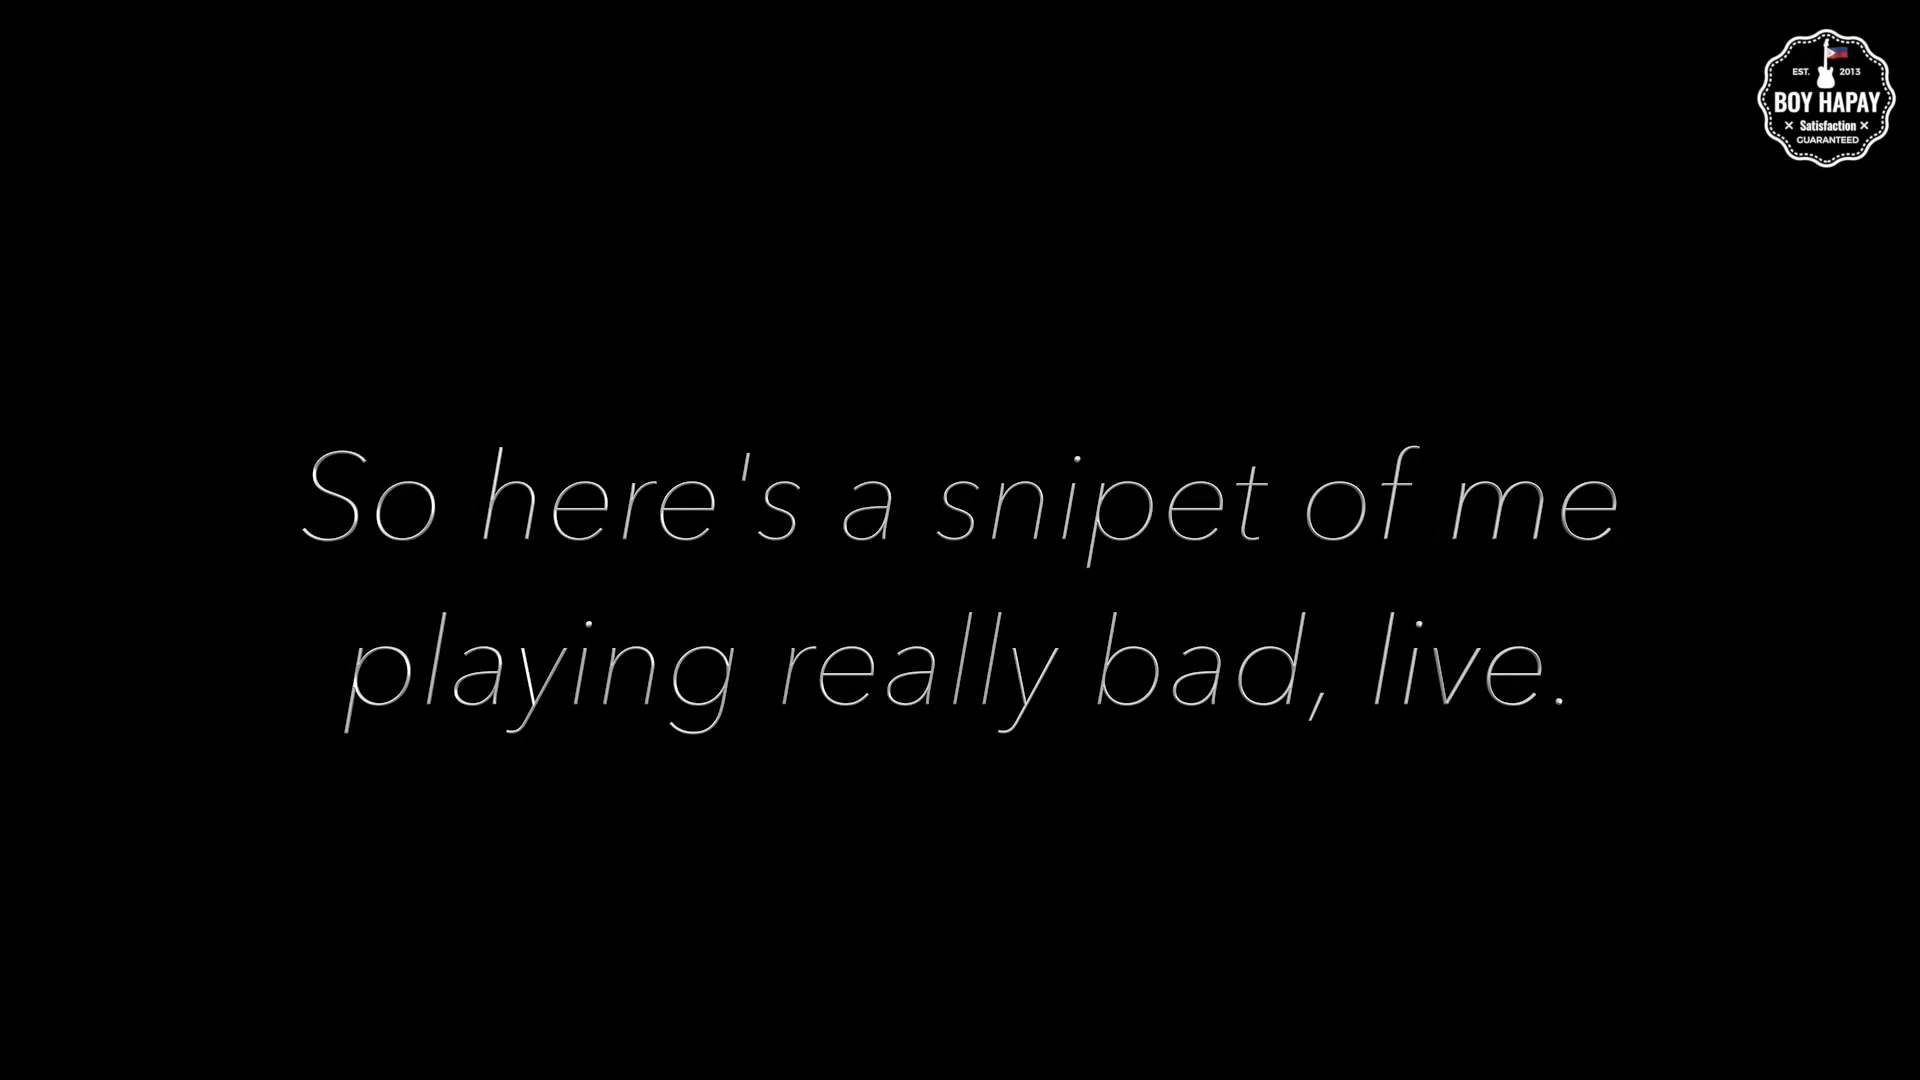 EST. 2013
BOY HAPAY
× Satisfaction ×
GUARANTEED
So here's a snipet of me
playing really bad, live.